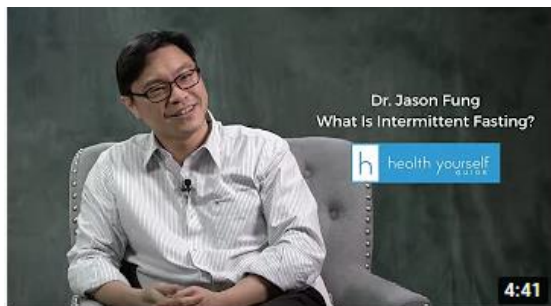 Dr. Jason Fung
What Is Intermittent Fasting?
h health yourself
GUIDE
4:41